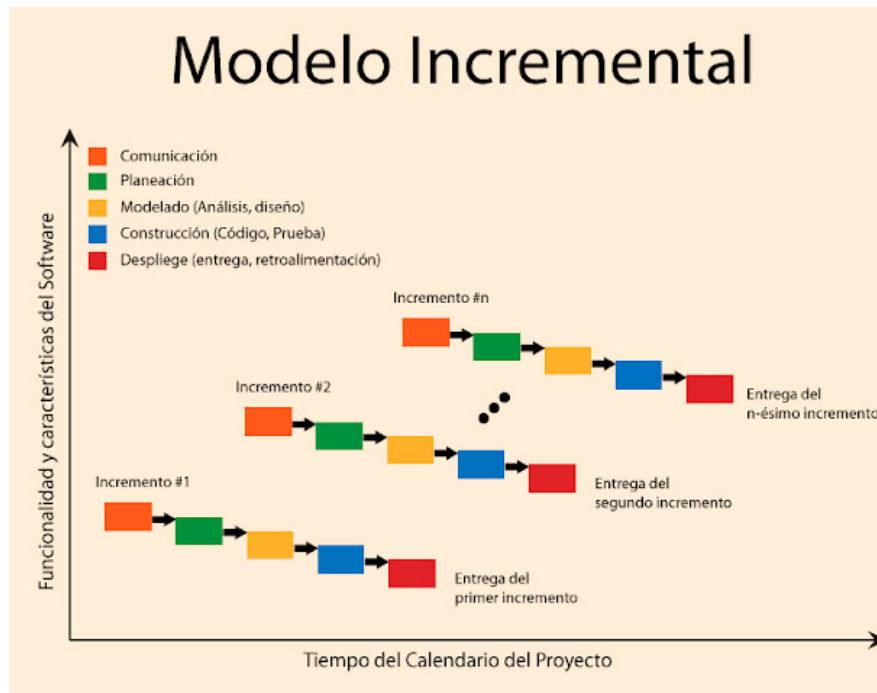 Modelo Incremental
Comunicación
Planeación
Modelado (Análisis, diseño)
Construcción (Código, Prueba)
Despliege (entrega, retroalimentación)
Funcionalidad y características del Software
Incremento #n
Entrega del
n-ésimo incremento
Incremento #2
Entrega del
segundo incremento
Incremento #1
Entrega del
primer incremento
Tiempo del Calendario del Proyecto